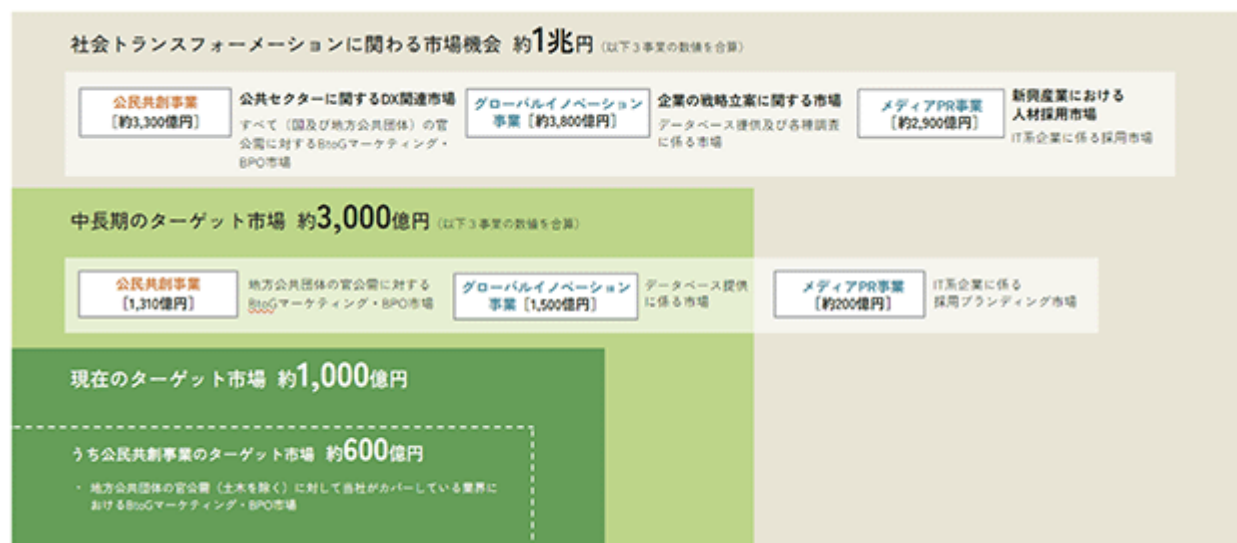 社会トランスフォーメーションに関わる市場機会 約1兆円 (以下3事業の数値を合算)
公民共創事業
[約3,300億円]
公共セクターに関するDX関連市場
すべて(国及び地方公共団体)の官
公需に対するBtoGマーケティング・
BPO市場
グローバルイノベーション
事業 [約3,800億円]
企業の戦略立案に関する市場
データベース提供及び各種調査
に係る市場
メディアPR事業
[約2,900億円]
新興産業における
人材採用市場
IT系企業に係る採用市場
中長期のターゲット市場 約3,000億円 (以下3事業の数値を合算)
公民共創事業
[1,310億円]
地方公共団体の官公需に対する
BtoGマーケティング・BPO市場
グローバルイノベーション
事業 [1,500億円]
データベース提供
に係る市場
メディアPR事業
[約200億円]
IT系企業に係る
採用ブランディング市場
現在のターゲット市場 約1,000億円
うち公民共創事業のターゲット市場 約600億円
・ 地方公共団体の官公需(土木を除く)に対して当社がカバーしている業界に
おけるBtoGマーケティング・BPO市場